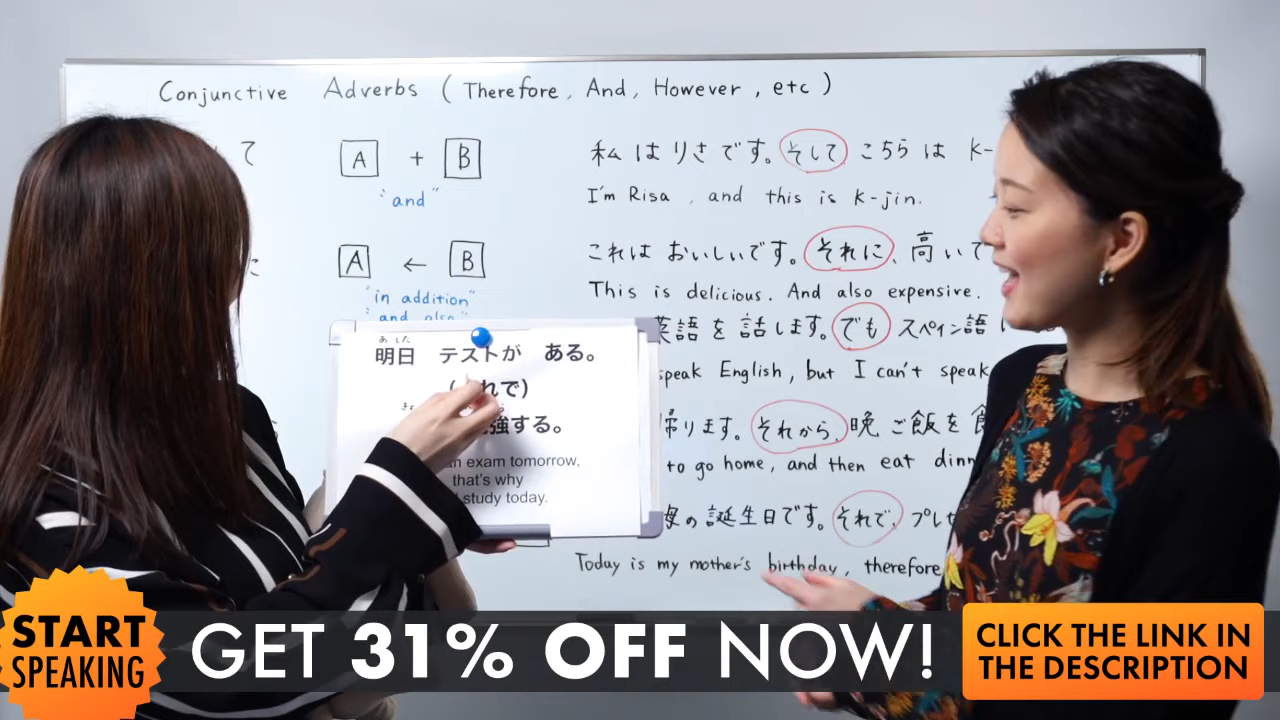 Conjunctive Adverbs ( Therefore, And, However, etc )
て
A + B
"and"
私はりさです。そして こちらは K-
I'm Risa, and this is K-jin.
に
A ← B
"in addition"
"and also"
これは おいしいです。それに、高いで
This is delicious. And also expensive.
英語を話します。でも スペイン語
speak English, but I can't speak
帰ります。それから、晩ご飯を食
to go home, and then eat dinn
母の誕生日です。それで、プレ
Today is my mother's birthday, therefore
あした
明日 テストが ある。
れで)
強する。
an exam tomorrow,
that's why
study today.
START
SPEAKING
GET 31% OFF NOW!
CLICK THE LINK IN
THE DESCRIPTION